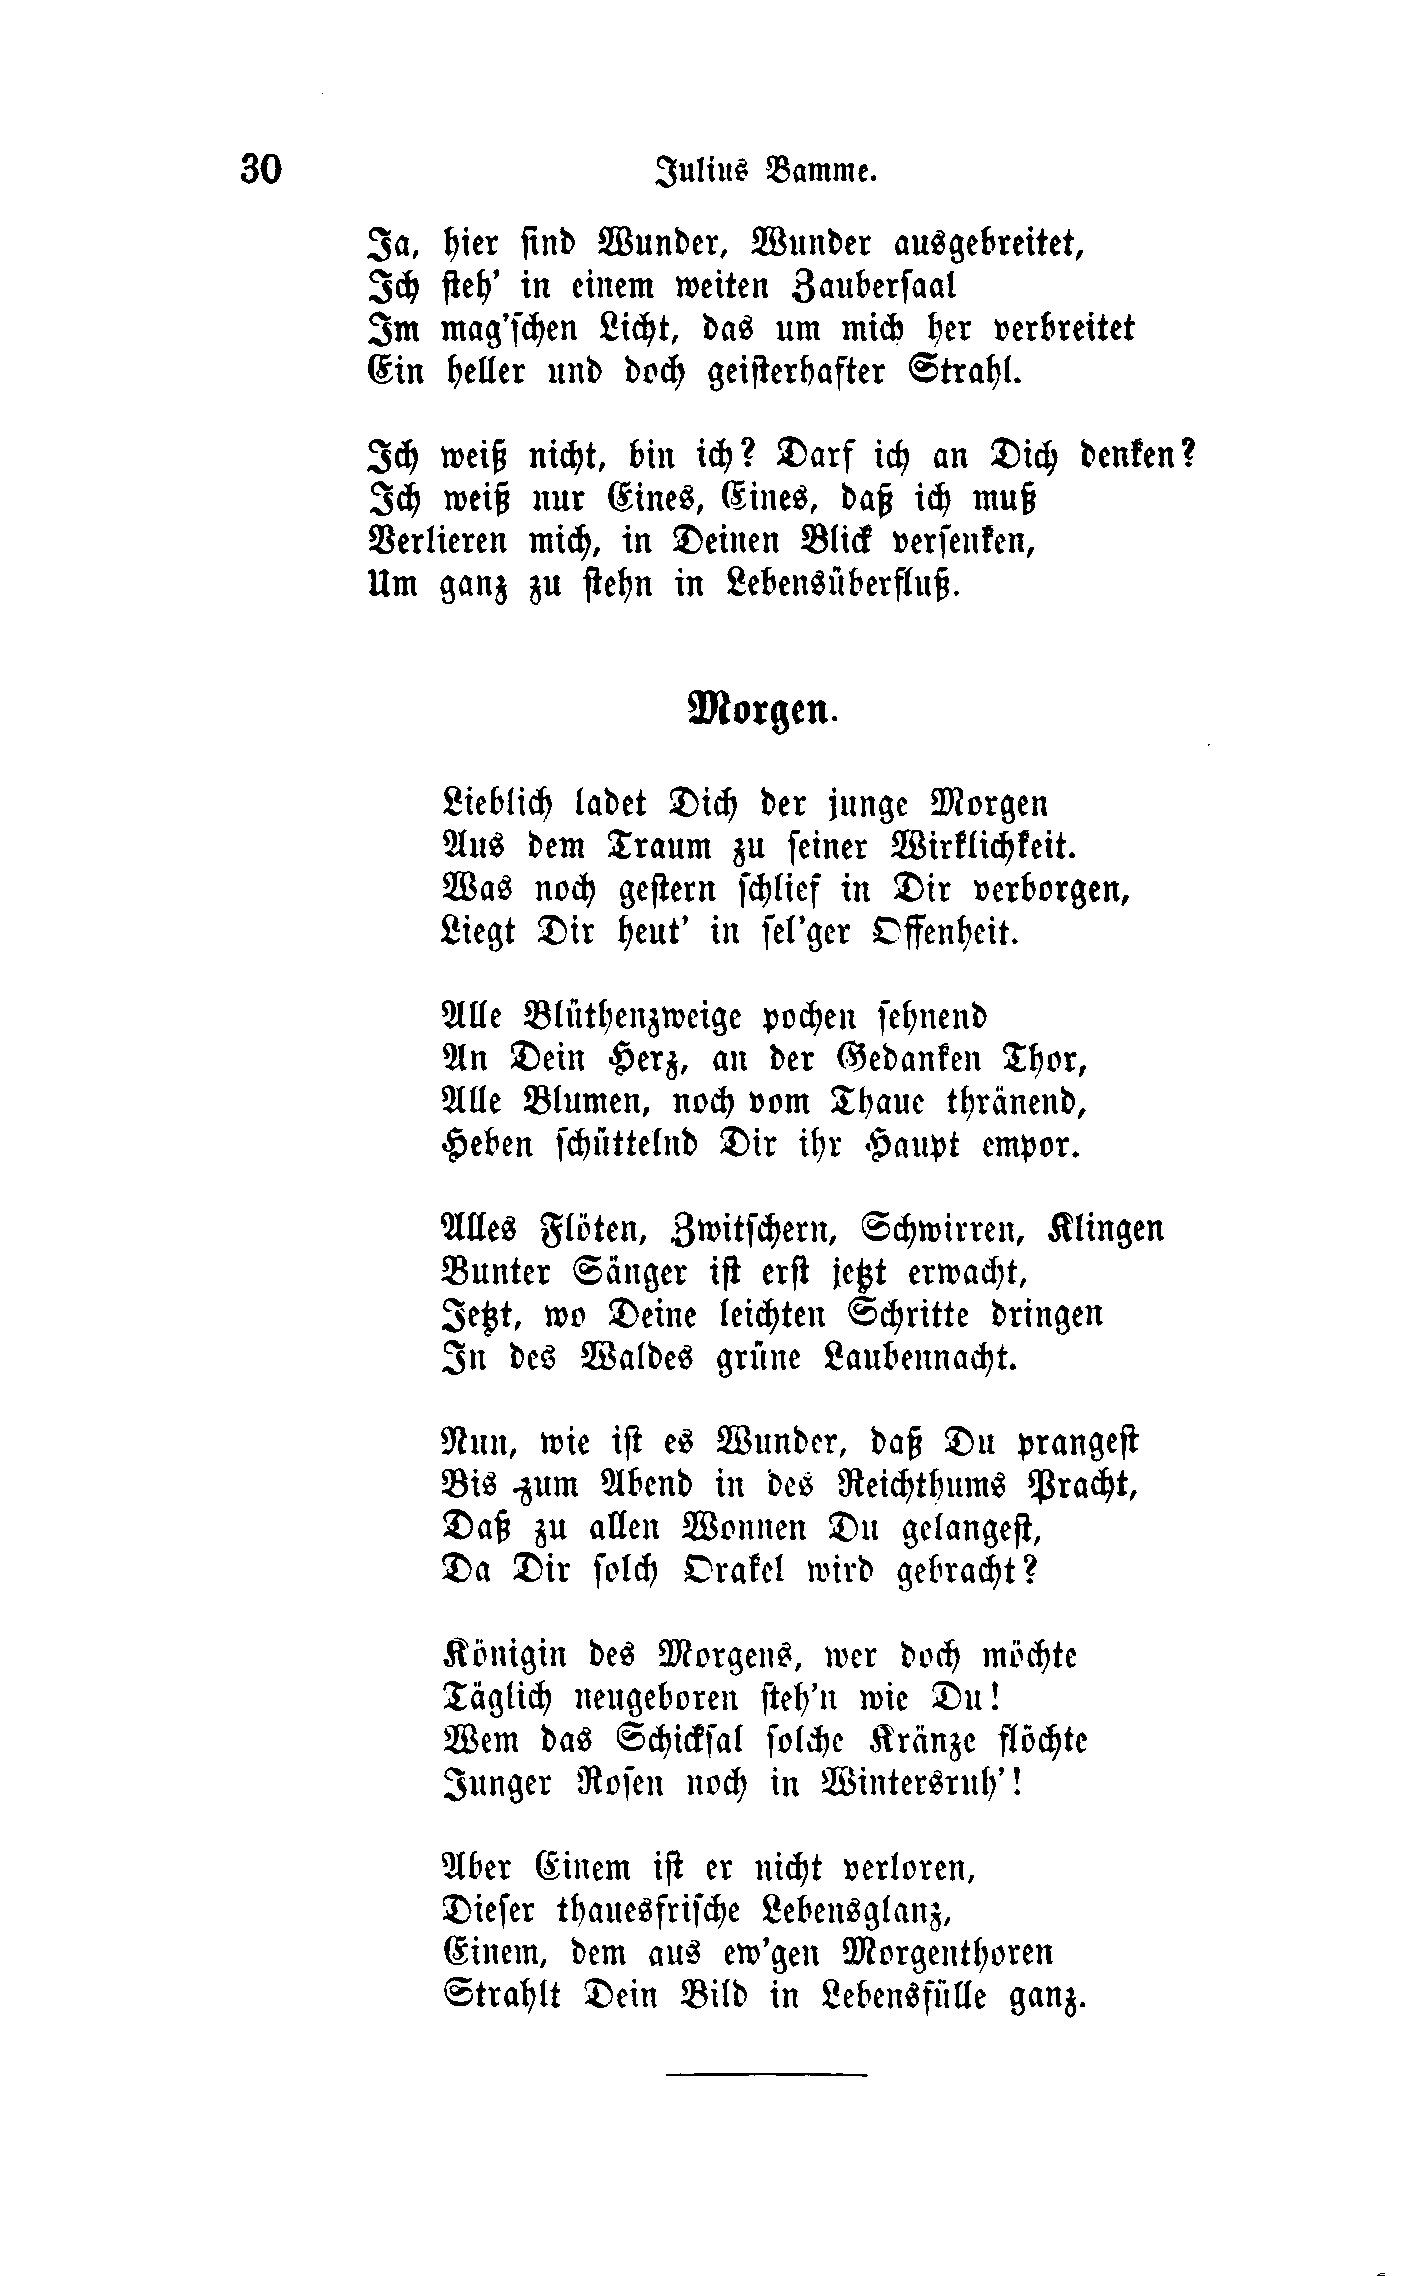 30 Julius Bamme.
Ja, hier sind Wunder, Wunder ausgebreitet,
Ich steh' in einem weiten Zaubersaal
Im mag'schen Licht, das um mich her verbreitet
Ein heller und doch geisterhafter Strahl.
Ich weiß nicht, bin ich? Darf ich an Dich denken?
Ich weiß nur Eines, Eines, daß ich muß
Verlieren mich, in Deinen Blick versenken,
Um ganz zu stehn in Lebensüberfluß.
Morgen.
Lieblich ladet Dich der junge Morgen
Aus dem Traum zu seiner Wirklichkeit.
Was noch gestern schlief in Dir verborgen,
Liegt Dir heut' in sel'ger Offenheit.
Alle Blüthenzweige pochen sehnend
An Dein Herz, an der Gedanken Thor,
Alle Blumen, noch vom Thaue thränend,
Heben schüttelnd Dir ihr Haupt empor.
Alles Flöten, Zwitschern, Schwirren, Klingen
Bunter Sänger ist erst jetzt erwacht,
Jetzt, wo Deine leichten Schritte dringen
In des Waldes grüne Laubennacht.
Nun, wie ist es Wunder, daß Du prangest
Bis zum Abend in des Reichthums Pracht,
Daß zu allen Wonnen Du gelangest,
Da Dir solch Orakel wird gebracht?
Königin des Morgens, wer doch möchte
Täglich neugeboren steh'n wie Du!
Wem das Schicksal solche Kränze flöchte
Junger Rosen noch in Wintersruh'!
Aber Einem ist er nicht verloren,
Dieser thauesfrische Lebensglanz,
Einem, dem aus ew'gen Morgenthoren
Strahlt Dein Bild in Lebensfülle ganz.